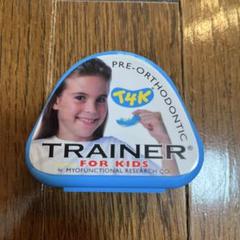 PRE-ORTHODONTIC
T4K®
TRAINER®
FOR KIDS
by MYOFUNCTIONAL RESEARCH CO.